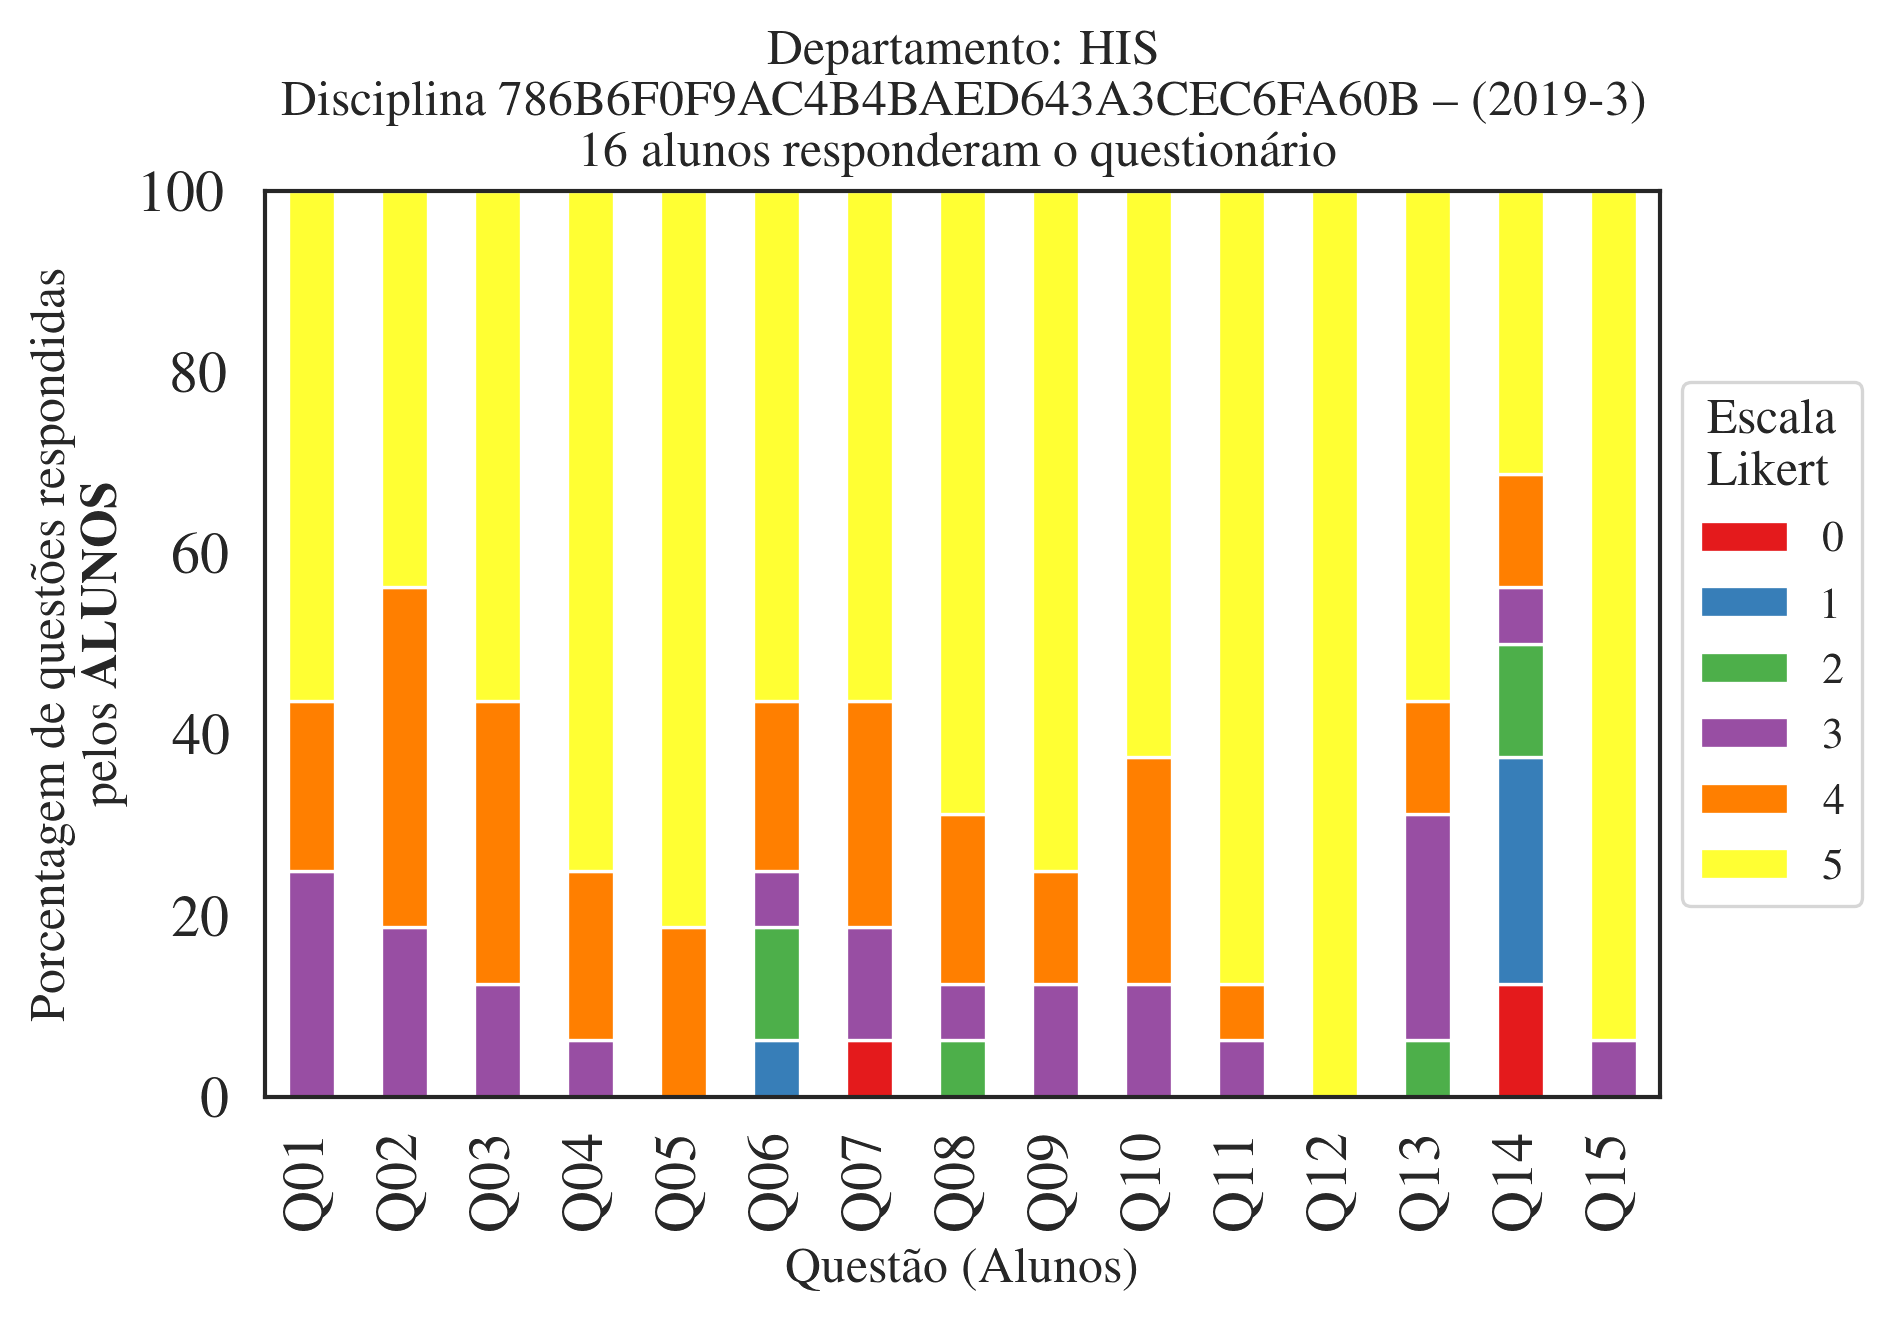 Departamento: HIS
Disciplina 786B6F0F9AC4B4BAED643A3CEC6FA60B – (2019-3)
16 alunos responderam o questionário
Porcentagem de questões respondidas
pelos ALUNOS
100
80
60
40
20
0
Q01
Q02
Q03
Q04
Q05
Q06
Q07
Q08
Q09
Q10
Q11
Q12
Q13
Q14
Q15
Questão (Alunos)
Escala
Likert
0
1
2
3
4
5